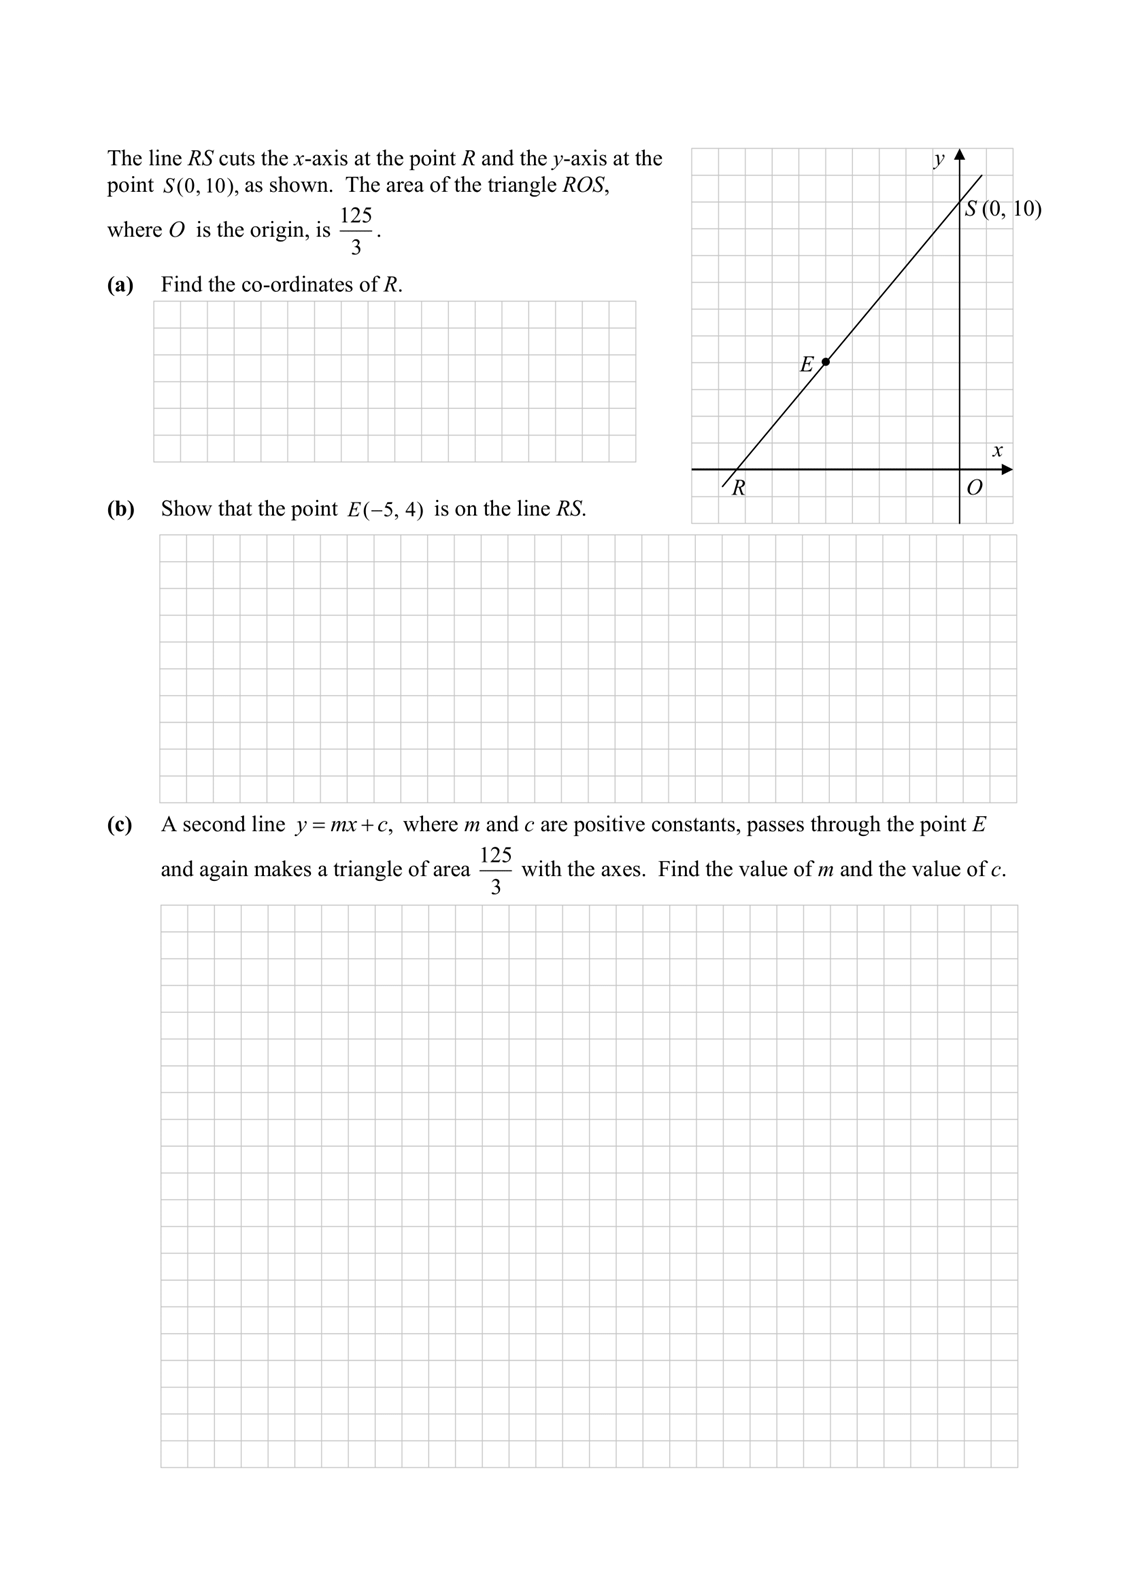 The line RS cuts the x-axis at the point R and the y-axis at the
point S(0, 10), as shown. The area of the triangle ROS,
where O is the origin, is 125/3.
(a) Find the co-ordinates of R.
y
S (0, 10)
E
x
R
O
(b) Show that the point E(–5, 4) is on the line RS.
(c) A second line y = mx + c, where m and c are positive constants, passes through the point E
and again makes a triangle of area 125/3 with the axes. Find the value of m and the value of c.